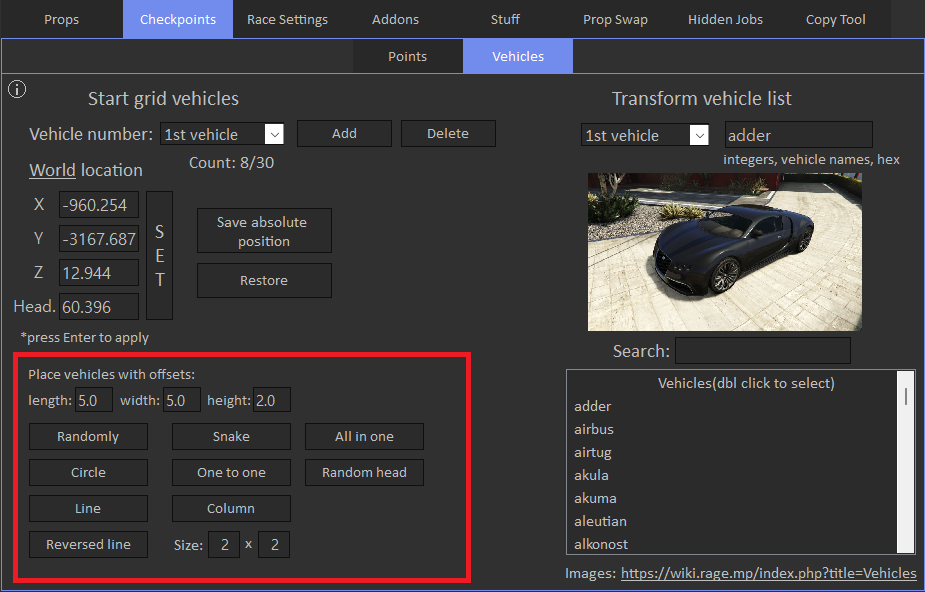 Props Checkpoints Race Settings Addons Stuff Prop Swap Hidden Jobs Copy Tool
Points Vehicles
Start grid vehicles
Vehicle number: 1st vehicle Add Delete
Count: 8/30
World location
X -960.254
Y -3167.687
Z 12.944
Head. 60.396
S
E
T
Save absolute
position
Restore
*press Enter to apply
Place vehicles with offsets:
length: 5.0 width: 5.0 height: 2.0
Randomly Snake All in one
Circle One to one Random head
Line Column
Reversed line Size: 2 x 2
Transform vehicle list
1st vehicle adder
integers, vehicle names, hex
Search:
Vehicles(dbl click to select)
adder
airbus
airtug
akula
akuma
aleutian
alkonost
Images: https://wiki.rage.mp/index.php?title=Vehicles